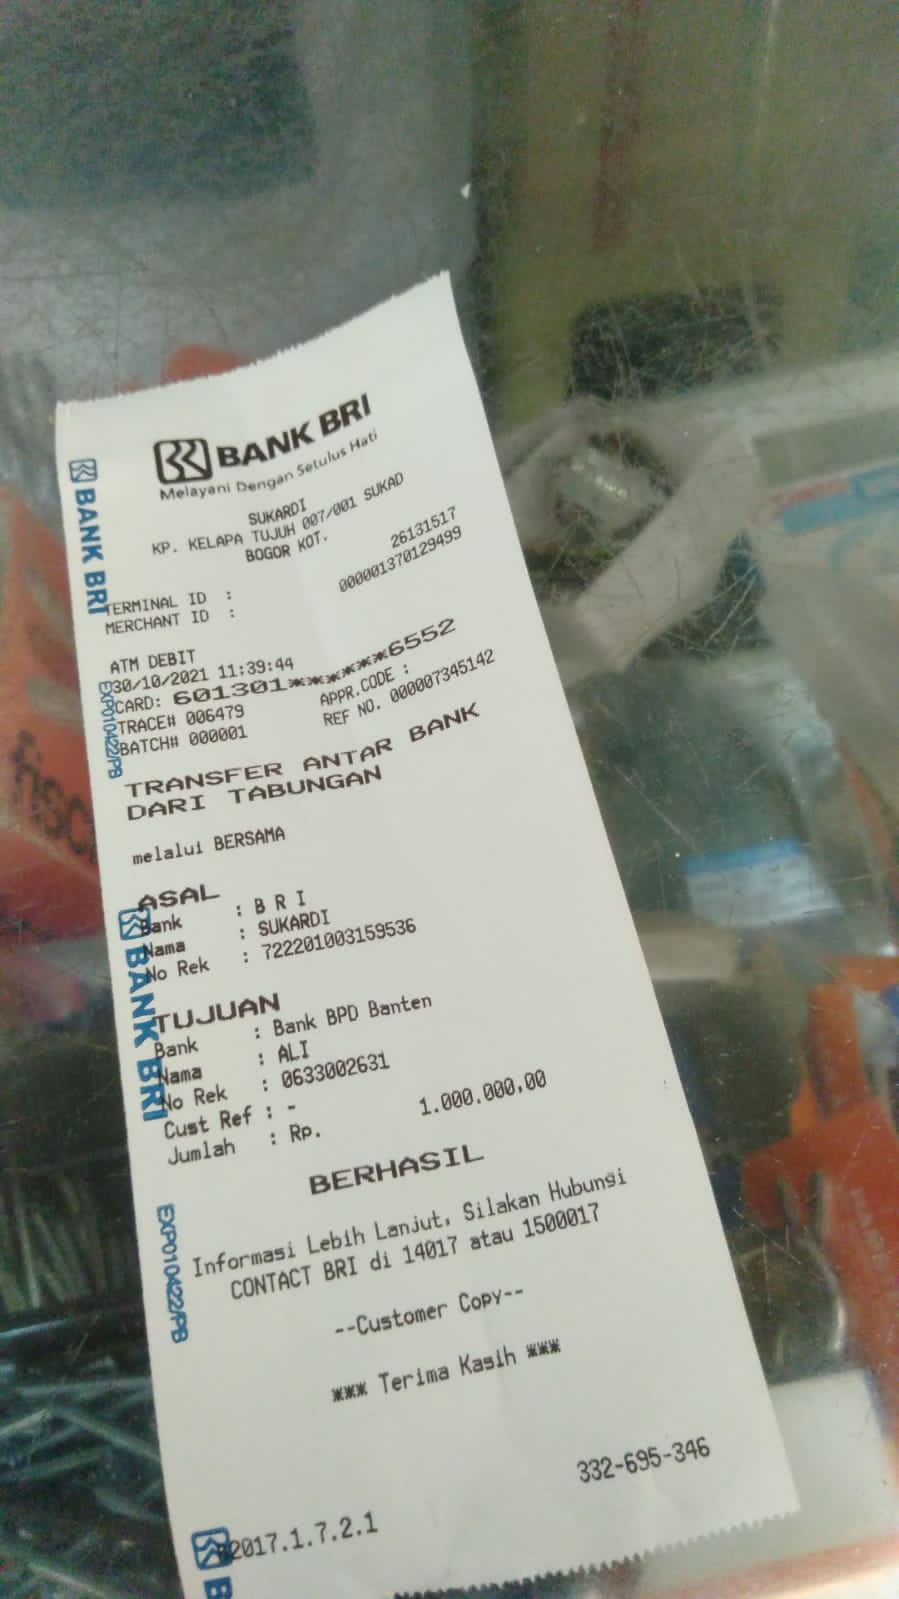 BANK BRI
Melayani Dengan Setulus Hati
SUKARDI
KP. KELAPA TUJUH 007/001 SUKAD
BOGOR KOT.
TERMINAL ID : 26131517
MERCHANT ID : 000001370129499
ATM DEBIT
30/10/2021 11:39:44
CARD: 601301******6552
TRACE# 006479 APPR.CODE :
BATCH# 000001 REF NO. 000007345142
TRANSFER ANTAR BANK
DARI TABUNGAN
melalui BERSAMA
ASAL
Bank : B R I
Nama : SUKARDI
No Rek : 722201003159536
TUJUAN
Bank : Bank BPD Banten
Nama : ALI
No Rek : 0633002631
Cust Ref : -
Jumlah : Rp. 1.000.000,00
BERHASIL
Informasi Lebih Lanjut, Silakan Hubungi
CONTACT BRI di 14017 atau 1500017
--Customer Copy--
*** Terima Kasih ***
332-695-346
2017.1.7.2.1
BANK BRI
EXP010422/PB
BANK BRI
EXP010422/PB
B
fisc